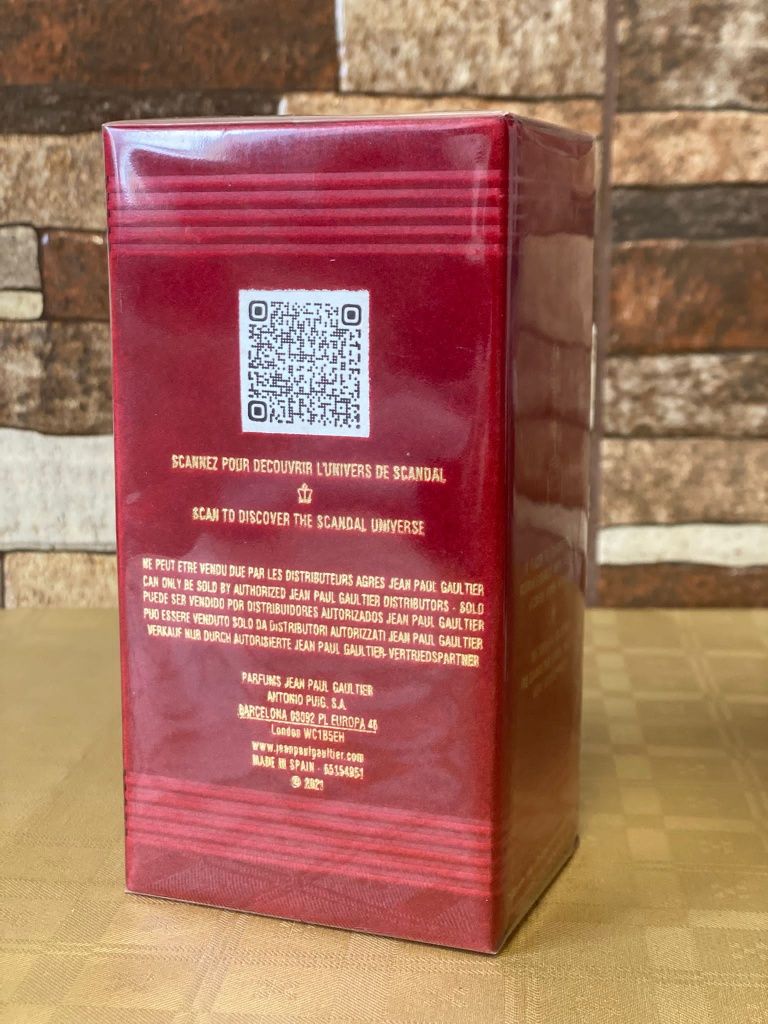 SCANNEZ POUR DECOUVRIR L'UNIVERS DE SCANDAL
SCAN TO DISCOVER THE SCANDAL UNIVERSE
NE PEUT ETRE VENDU QUE PAR LES DISTRIBUTEURS AGRES JEAN PAUL GAULTIER
CAN ONLY BE SOLD BY AUTHORIZED JEAN PAUL GAULTIER DISTRIBUTORS - SOLO
PUEDE SER VENDIDO POR DISTRIBUIDORES AUTORIZADOS JEAN PAUL GAULTIER
PUO ESSERE VENDUTO SOLO DA DISTRIBUTORI AUTORIZZATI JEAN PAUL GAULTIER
VERKAUF NUR DURCH AUTORISIERTE JEAN PAUL GAULTIER-VERTRIEDSPARTNER
PARFUMS JEAN PAUL GAULTIER
ANTONIO PUIG, S.A.
BARCELONA 08092 PL EUROPA 46
London WC1B5EH
www.jeanpaulgaultier.com
MADE IN SPAIN - 65154951
© 2021